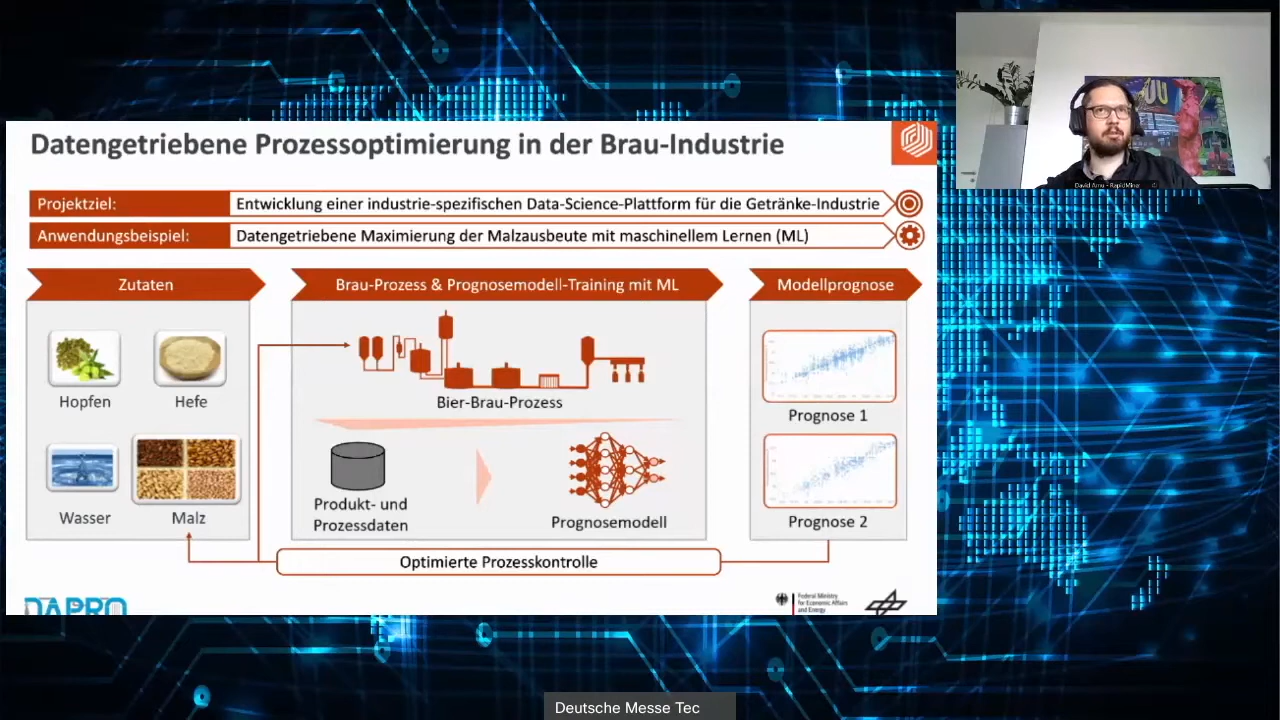 Datengetriebene Prozessoptimierung in der Brau-Industrie
Projektziel:
Entwicklung einer industrie-spezifischen Data-Science-Plattform für die Getränke-Industrie
Anwendungsbeispiel:
Datengetriebene Maximierung der Malzausbeute mit maschinellem Lernen (ML)
Zutaten
Brau-Prozess & Prognosemodell-Training mit ML
Modellprognose
Hopfen
Hefe
Wasser
Malz
Bier-Brau-Prozess
Produkt- und
Prozessdaten
Prognosemodell
Prognose 1
Prognose 2
Optimierte Prozesskontrolle
DAPRO
Federal Ministry
for Economic Affairs
and Energy
David Arnu - RapidMiner
Deutsche Messe Tec